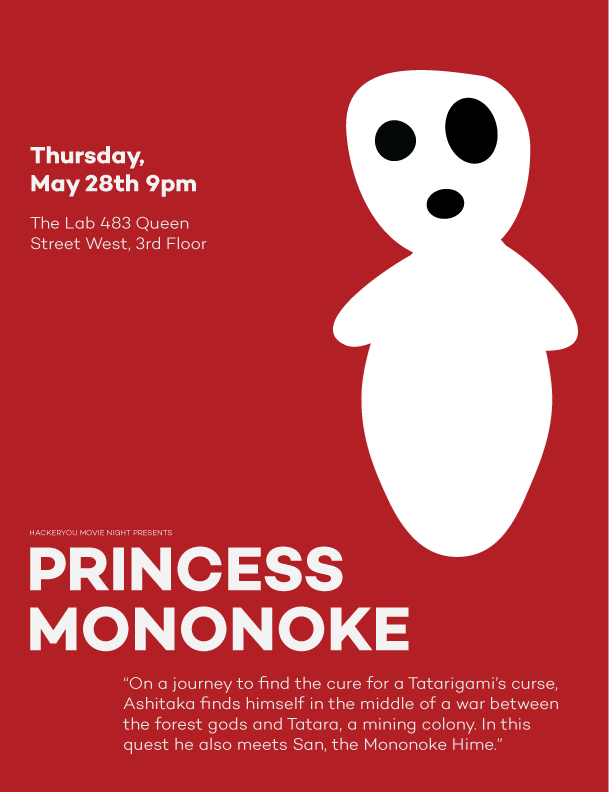 Thursday,
May 28th 9pm
The Lab 483 Queen
Street West, 3rd Floor
HACKERYOU MOVIE NIGHT PRESENTS
PRINCESS
MONONOKE
“On a journey to find the cure for a Tatarigami’s curse,
Ashitaka finds himself in the middle of a war between
the forest gods and Tatara, a mining colony. In this
quest he also meets San, the Mononoke Hime.”